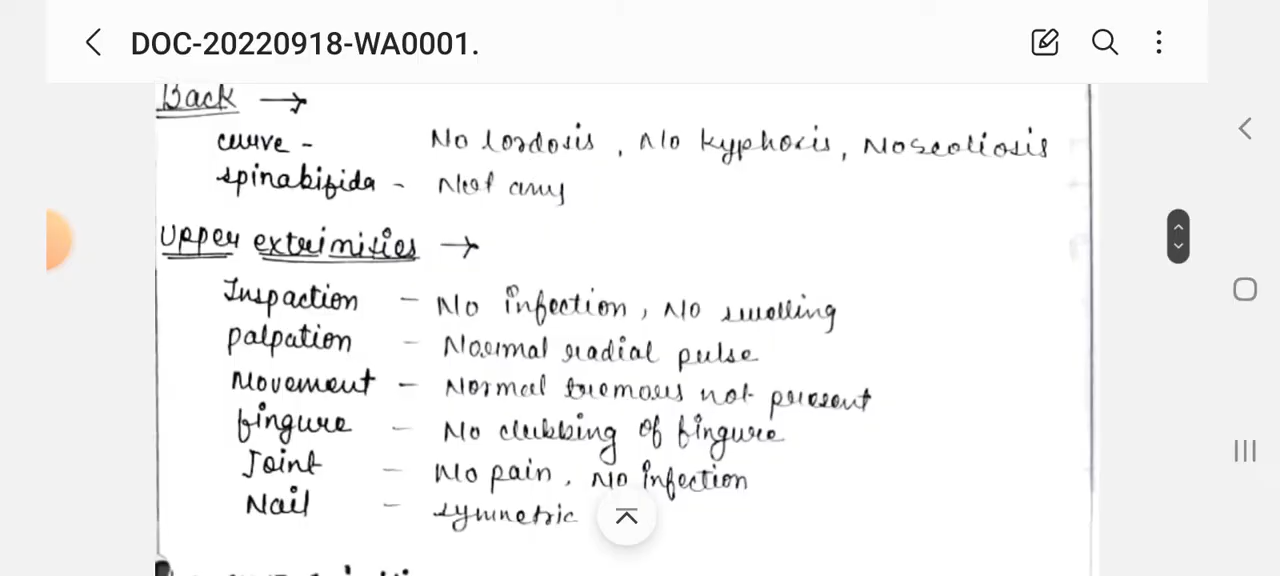 DOC-20220918-WA0001.
Back →
curve - No lordosis, No kyphosis, No scoliosis
spinabifida - Not any
Upper extrimities →
Inspaction - No infection, No swelling
palpation - Normal radial pulse
Movement - Normal tremous not present
fingure - No clubbing of fingure
Joint - No pain, No infection
Nail - symmetric